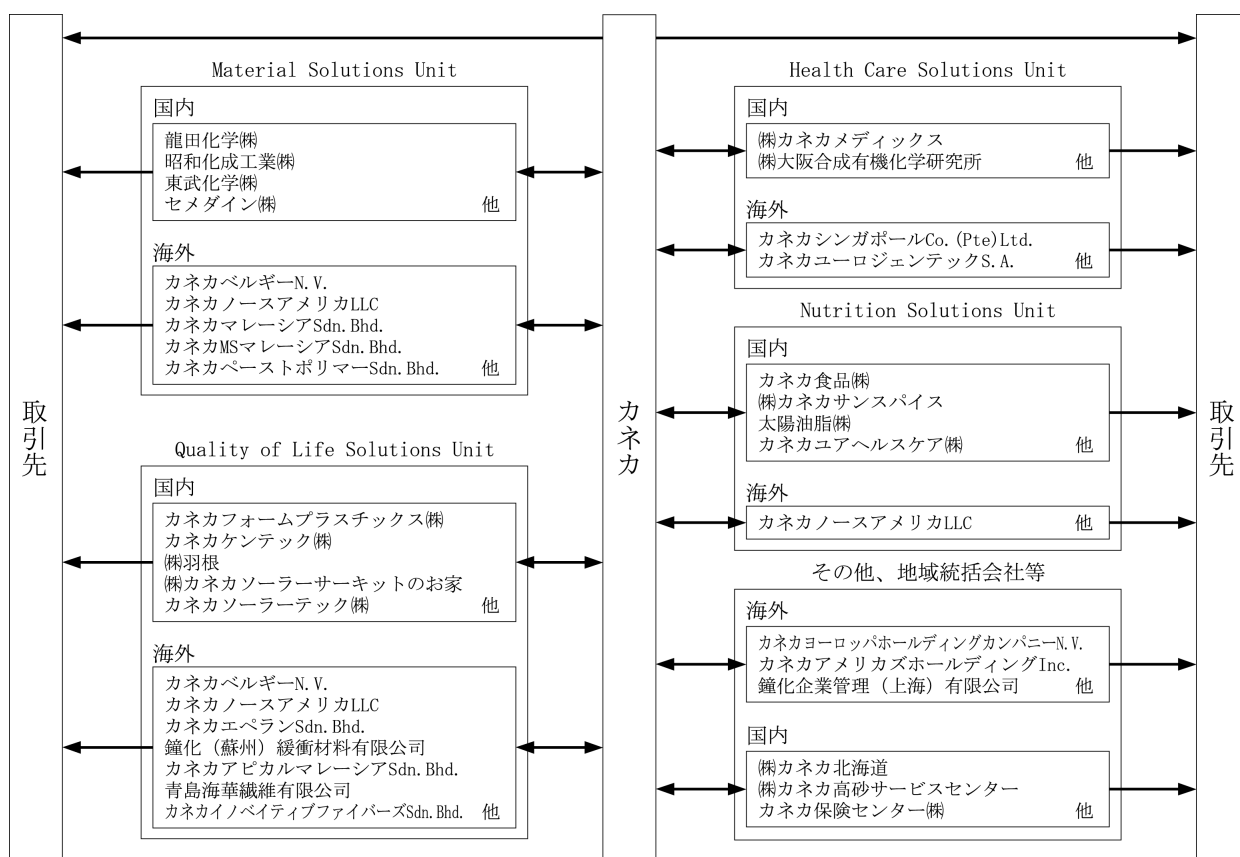 取引先
Material Solutions Unit
国内
龍田化学㈱
昭和化成工業㈱
東武化学㈱
セメダイン㈱ 他
海外
カネカベルギーN.V.
カネカノースアメリカLLC
カネカマレーシアSdn.Bhd.
カネカMSマレーシアSdn.Bhd.
カネカペーストポリマーSdn.Bhd. 他
Quality of Life Solutions Unit
国内
カネカフォームプラスチックス㈱
カネカケンテック㈱
㈱羽根
㈱カネカソーラーサーキットのお家
カネカソーラーテック㈱ 他
海外
カネカベルギーN.V.
カネカノースアメリカLLC
カネカエペランSdn.Bhd.
鐘化（蘇州）緩衝材料有限公司
カネカアピカルマレーシアSdn.Bhd.
青島海華繊維有限公司
カネカイノベイティブファイバーズSdn.Bhd. 他
カネカ
Health Care Solutions Unit
国内
㈱カネカメディックス
㈱大阪合成有機化学研究所 他
海外
カネカシンガポールCo.(Pte)Ltd.
カネカユーロジェンテックS.A. 他
Nutrition Solutions Unit
国内
カネカ食品㈱
㈱カネカサンスパイス
太陽油脂㈱
カネカユアヘルスケア㈱ 他
海外
カネカノースアメリカLLC 他
その他、地域統括会社等
海外
カネカヨーロッパホールディングカンパニーN.V.
カネカアメリカズホールディングInc.
鐘化企業管理（上海）有限公司 他
国内
㈱カネカ北海道
㈱カネカ高砂サービスセンター
カネカ保険センター㈱ 他
取引先